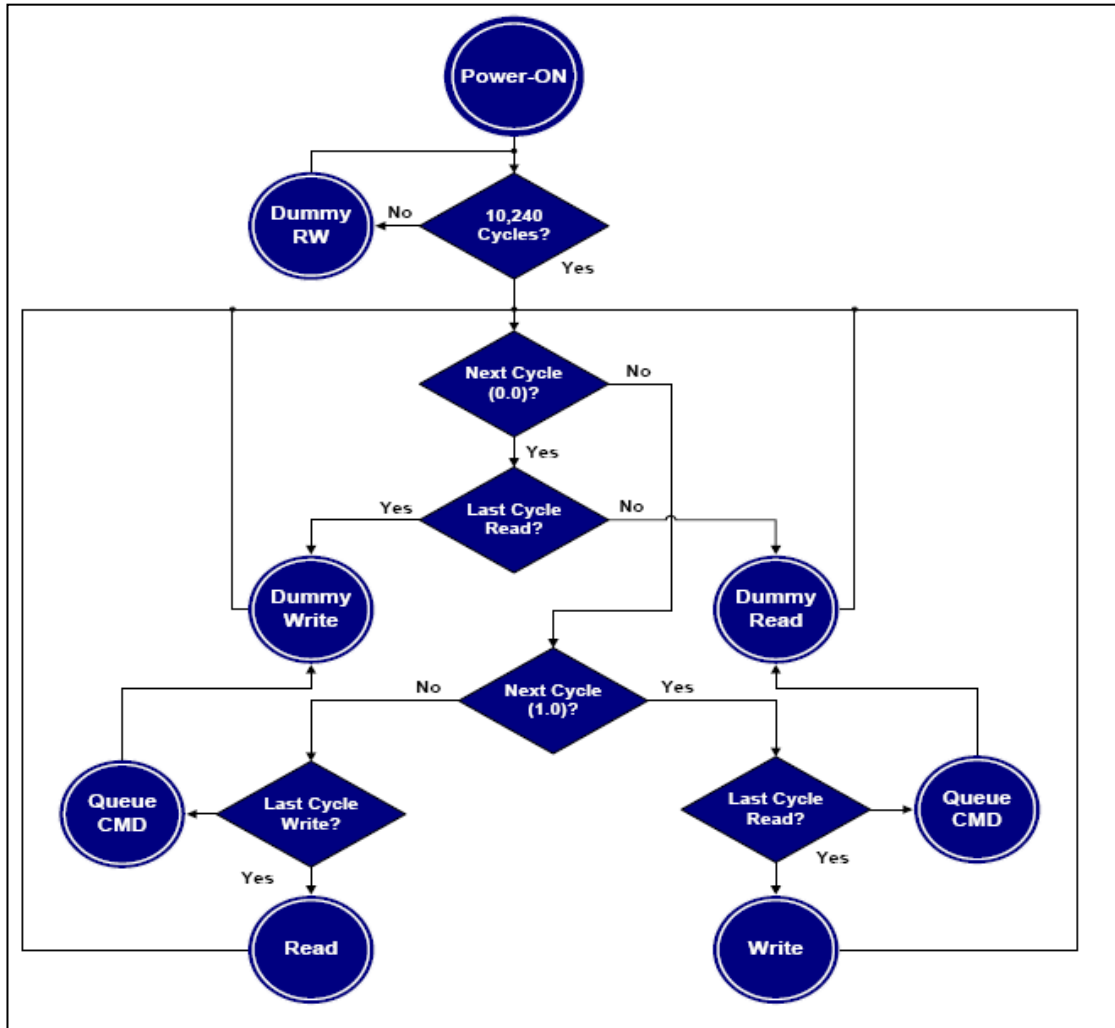 Power-ON
Dummy
RW
No
10,240
Cycles?
Yes
Next Cycle
(0.0)?
No
Yes
Yes
Last Cycle
Read?
No
Dummy
Write
Dummy
Read
No
Next Cycle
(1.0)?
Yes
Queue
CMD
Last Cycle
Write?
Last Cycle
Read?
Queue
CMD
Yes
Yes
Read
Write